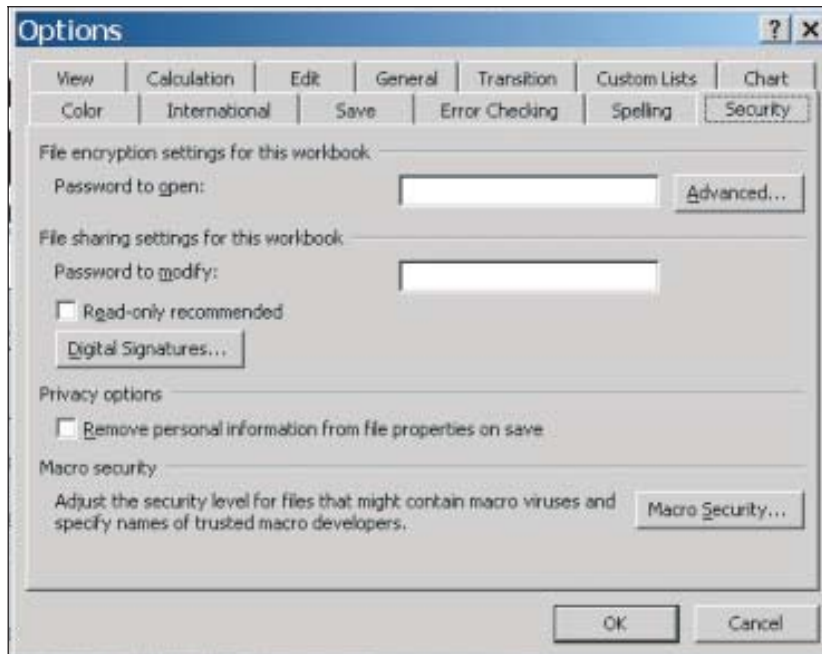 Options
View Calculation Edit General Transition Custom Lists Chart
Color International Save Error Checking Spelling Security
File encryption settings for this workbook
Password to open:
Advanced...
File sharing settings for this workbook
Password to modify:
Read-only recommended
Digital Signatures...
Privacy options
Remove personal information from file properties on save
Macro security
Adjust the security level for files that might contain macro viruses and
specify names of trusted macro developers.
Macro Security...
OK Cancel